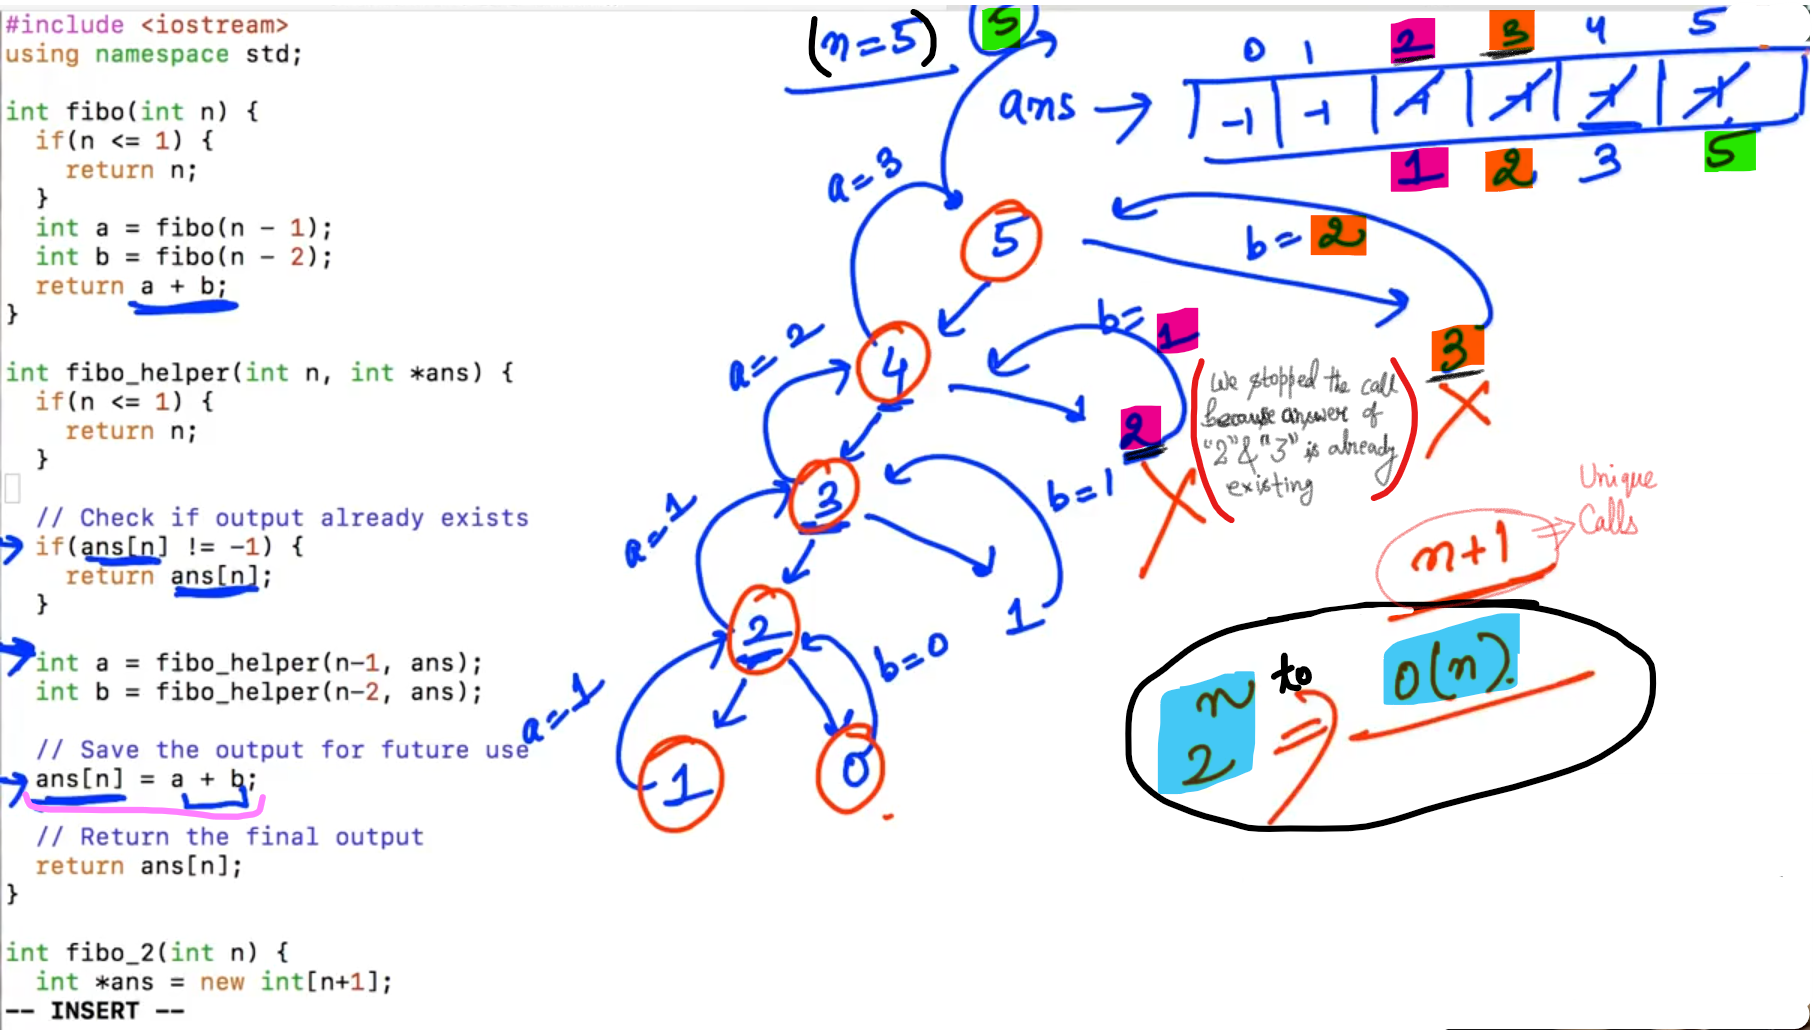 #include <iostream>
using namespace std;
int fibo(int n) {
if(n <= 1) {
return n;
}
int a = fibo(n - 1);
int b = fibo(n - 2);
return a + b;
}
int fibo_helper(int n, int *ans) {
if(n <= 1) {
return n;
}
// Check if output already exists
if(ans[n] != -1) {
return ans[n];
}
int a = fibo_helper(n-1, ans);
int b = fibo_helper(n-2, ans);
// Save the output for future use
ans[n] = a + b;
// Return the final output
return ans[n];
}
int fibo_2(int n) {
int *ans = new int[n+1];
-- INSERT --
(n=5) 5
0 1 2 3 4 5
ans → -1 -1 -1 -1 -1 -1
1 2 3 5
a=3
5
b= 2
a=2
4
b= 1
3
2
We stopped the call
because answer of
"2" & "3" is already
existing
a=1
3
b=1
1
2
a=1
b=0
1
0
Unique
Calls
n+1
2^n to O(n).